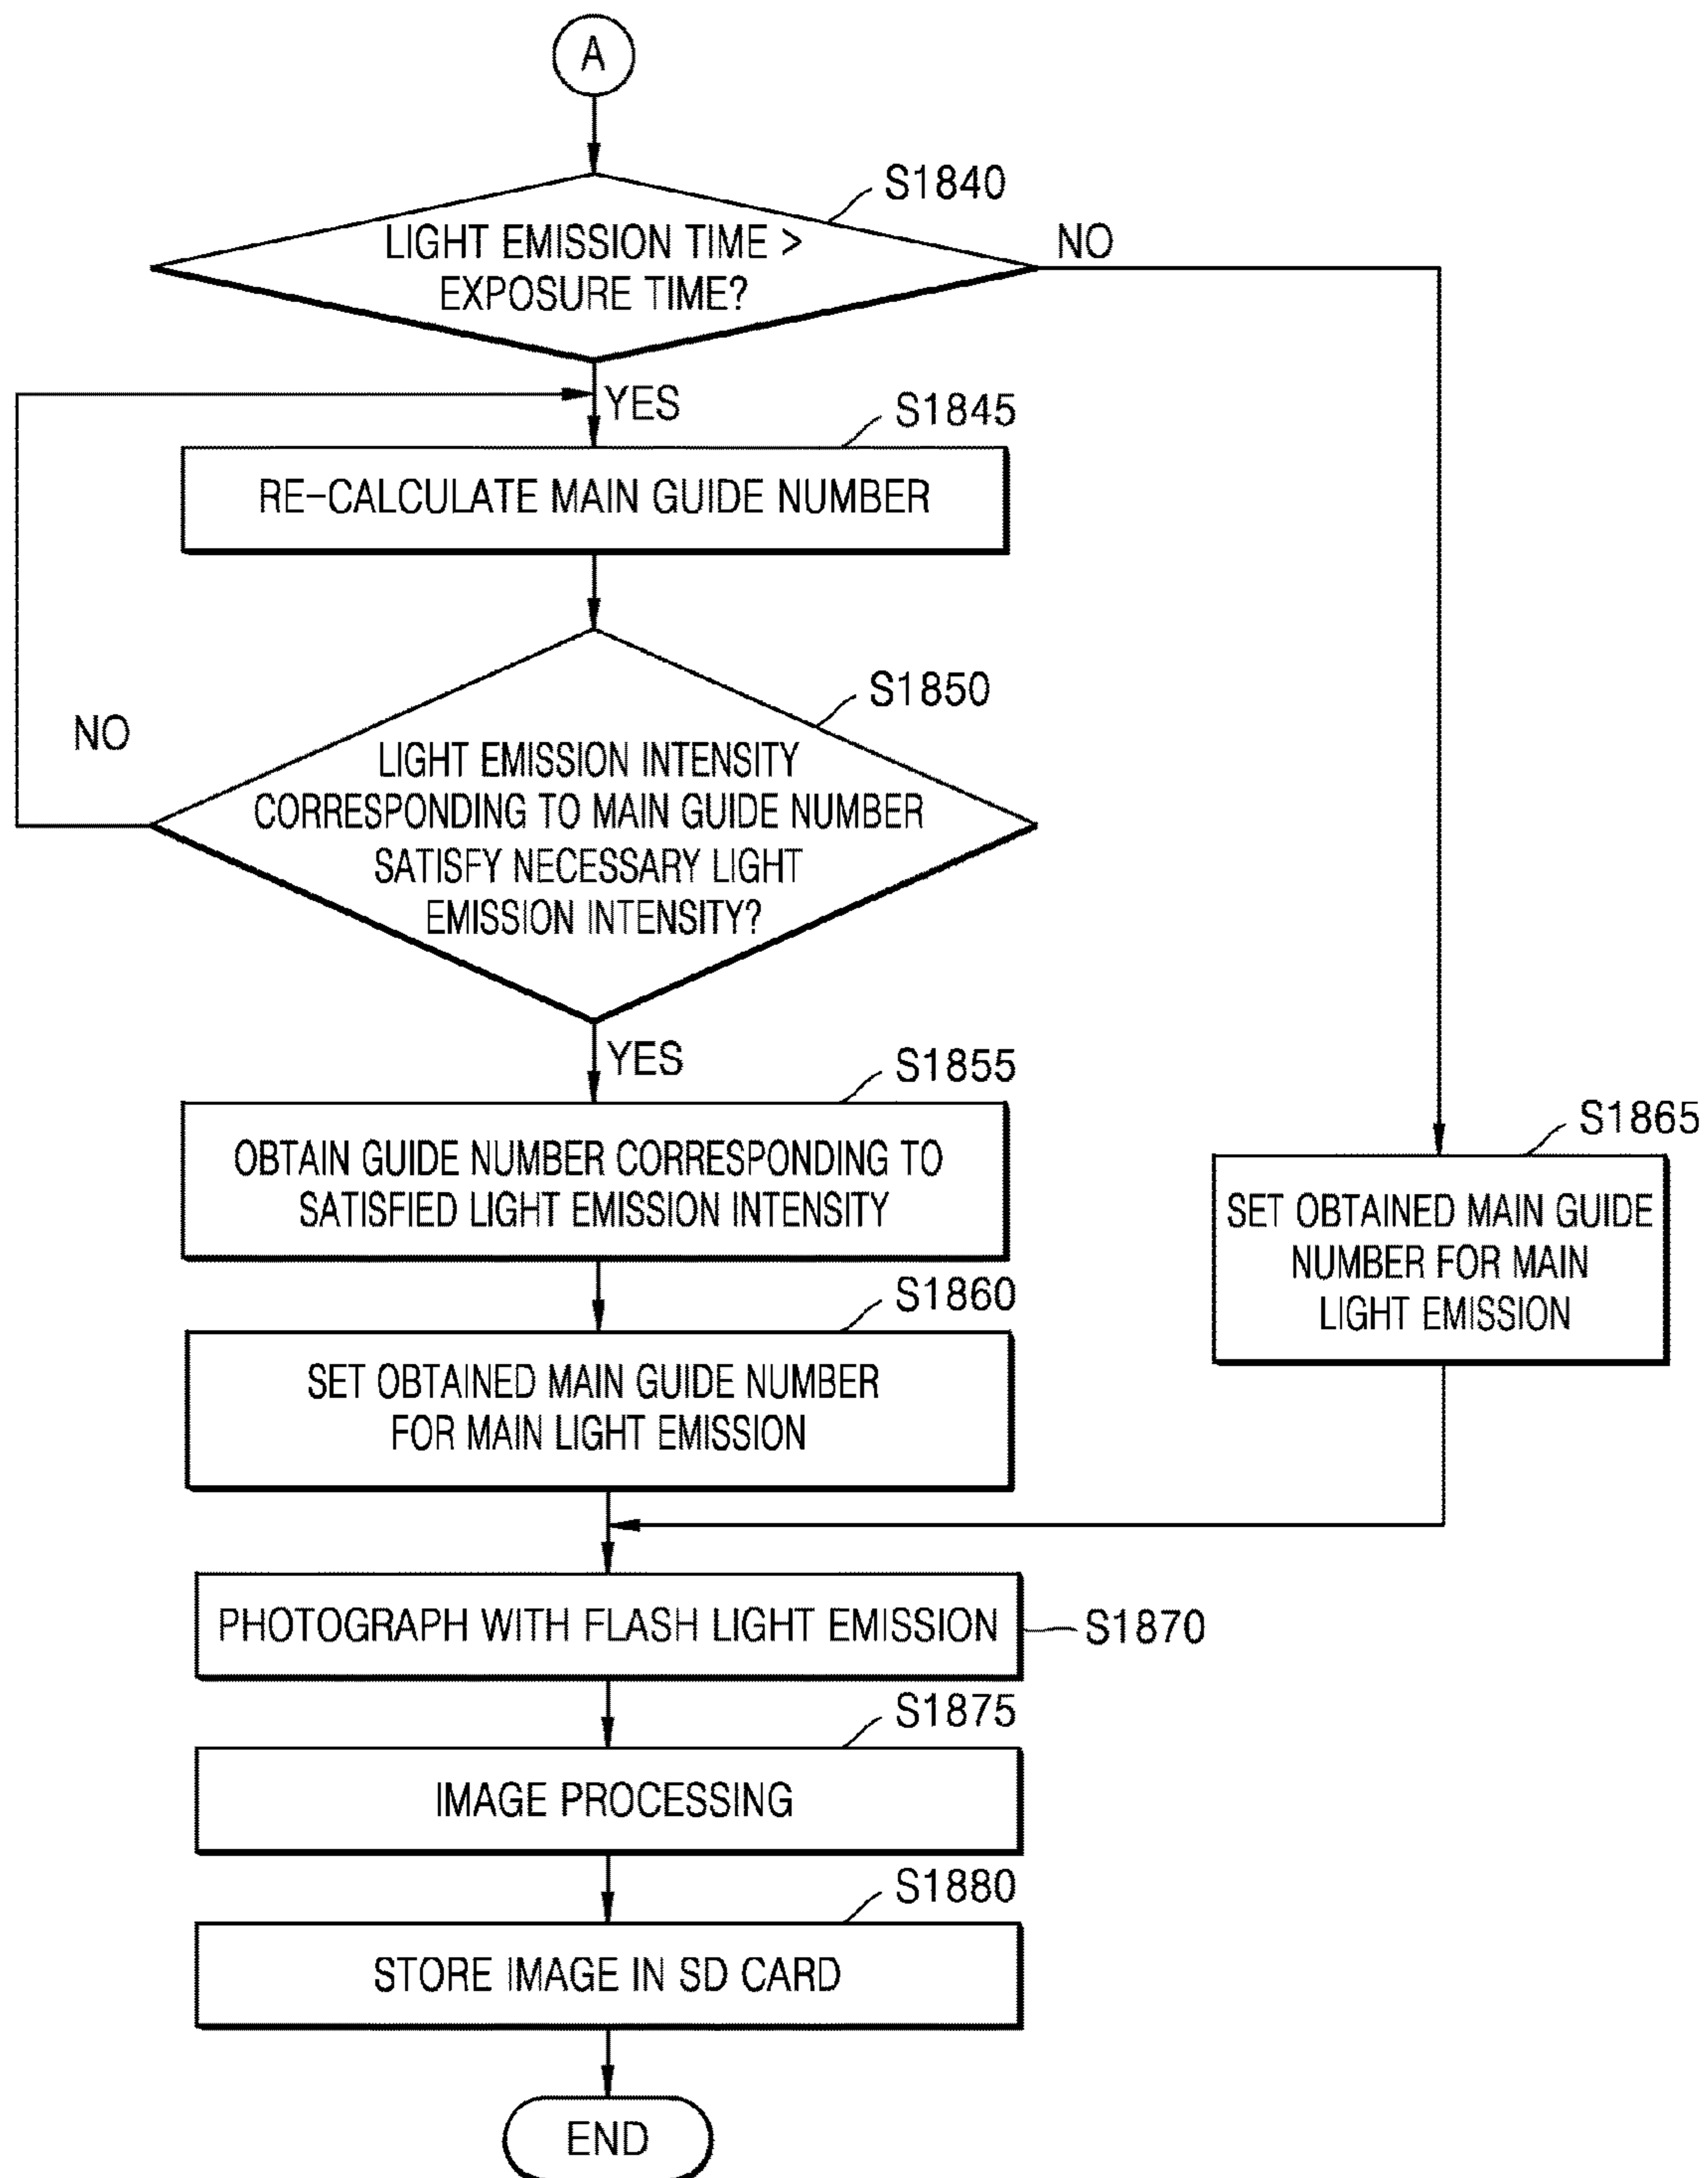 A
S1840
LIGHT EMISSION TIME >
EXPOSURE TIME?
NO
YES
S1845
RE-CALCULATE MAIN GUIDE NUMBER
S1850
NO
LIGHT EMISSION INTENSITY
CORRESPONDING TO MAIN GUIDE NUMBER
SATISFY NECESSARY LIGHT
EMISSION INTENSITY?
YES
S1855
OBTAIN GUIDE NUMBER CORRESPONDING TO
SATISFIED LIGHT EMISSION INTENSITY
S1865
SET OBTAINED MAIN GUIDE
NUMBER FOR MAIN
LIGHT EMISSION
S1860
SET OBTAINED MAIN GUIDE NUMBER
FOR MAIN LIGHT EMISSION
PHOTOGRAPH WITH FLASH LIGHT EMISSION
S1870
S1875
IMAGE PROCESSING
S1880
STORE IMAGE IN SD CARD
END